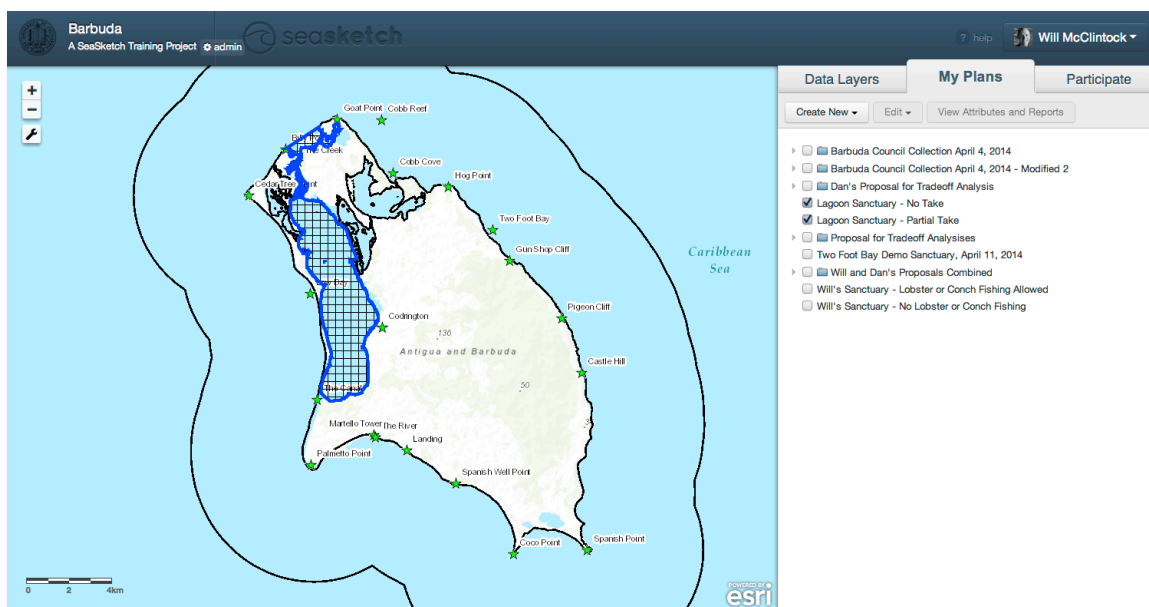 Barbuda
A SeaSketch Training Project admin
seasketch
? help
Will McClintock
Data Layers
My Plans
Participate
Create New
Edit
View Attributes and Reports
Barbuda Council Collection April 4, 2014
Barbuda Council Collection April 4, 2014 - Modified 2
Dan's Proposal for Tradeoff Analysis
Lagoon Sanctuary - No Take
Lagoon Sanctuary - Partial Take
Proposal for Tradeoff Analysises
Two Foot Bay Demo Sanctuary, April 11, 2014
Will and Dan's Proposals Combined
Will's Sanctuary - Lobster or Conch Fishing Allowed
Will's Sanctuary - No Lobster or Conch Fishing
+
−
Goat Point
Cobb Reef
The Creek
Cobb Cove
Hog Point
Cedar Tree Point
Two Foot Bay
Gun Shop Cliff
Caribbean
Sea
Bay
Pigeon Cliff
Codrington
136
Antigua and Barbuda
Castle Hill
50
The Canal
Martello Tower
The River
Landing
Palmetto Point
Spanish Well Point
Coco Point
Spanish Point
0 2 4km
POWERED BY
esri